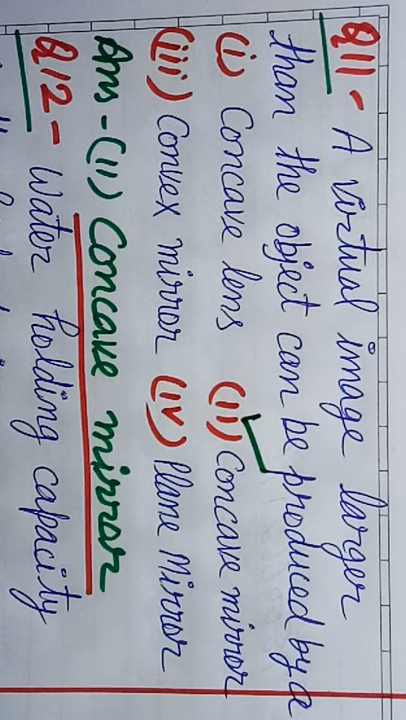 Q11- A virtual image larger
than the object can be produced by a
(i) Concave lens (ii) Concave mirror
(iii) Convex mirror (iv) Plane Mirror
Ans-(ii) Concave mirror
Q12- Water holding capacity